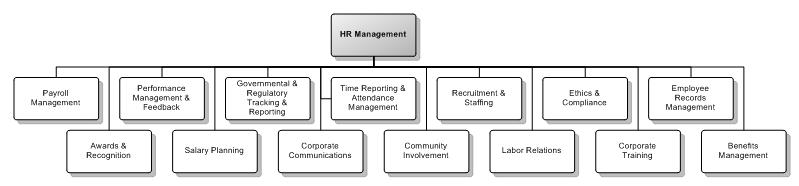 HR Management
Payroll
Management
Performance
Management &
Feedback
Governmental &
Regulatory
Tracking &
Reporting
Time Reporting &
Attendance
Management
Recruitment &
Staffing
Ethics &
Compliance
Employee
Records
Management
Awards &
Recognition
Salary Planning
Corporate
Communications
Community
Involvement
Labor Relations
Corporate
Training
Benefits
Management